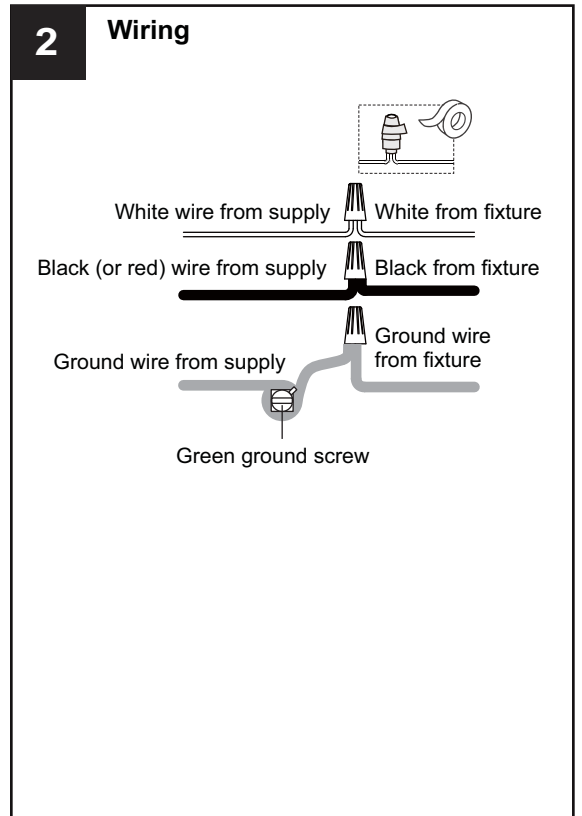 2
Wiring
White wire from supply
White from fixture
Black (or red) wire from supply
Black from fixture
Ground wire from supply
Ground wire
from fixture
Green ground screw